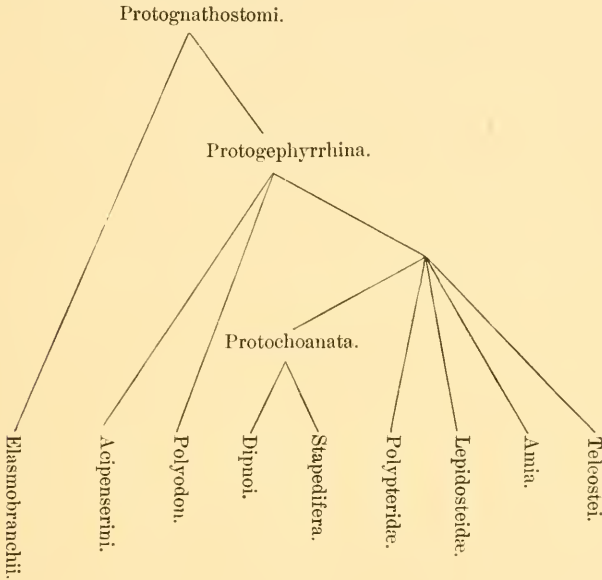 Protognathostomi.
Protogephyrrhina.
Protochoanata.
Elasmobranchii.
Acipenserini.
Polyodon.
Dipnoi.
Stapedifera.
Polypteridæ.
Lepidosteidæ.
Amia.
Teleostei.